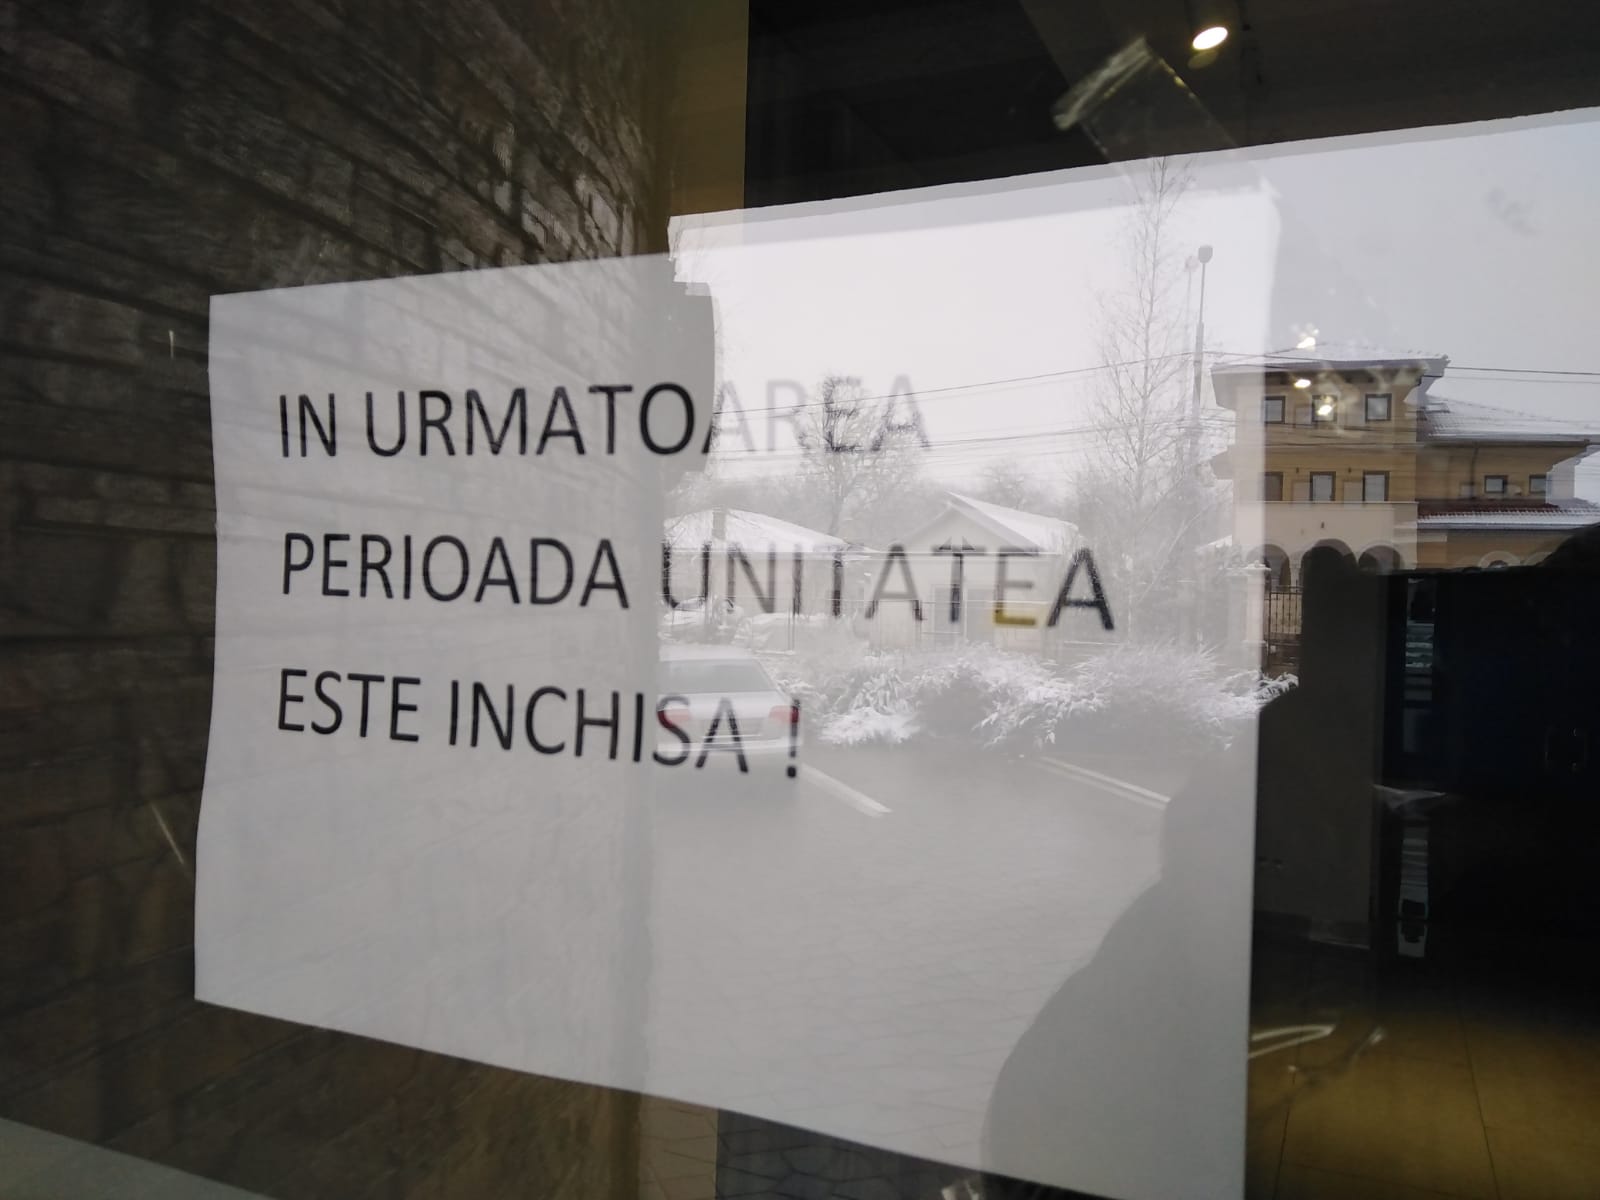 IN URMATOAREA
PERIOADA UNITATEA
ESTE INCHISA !